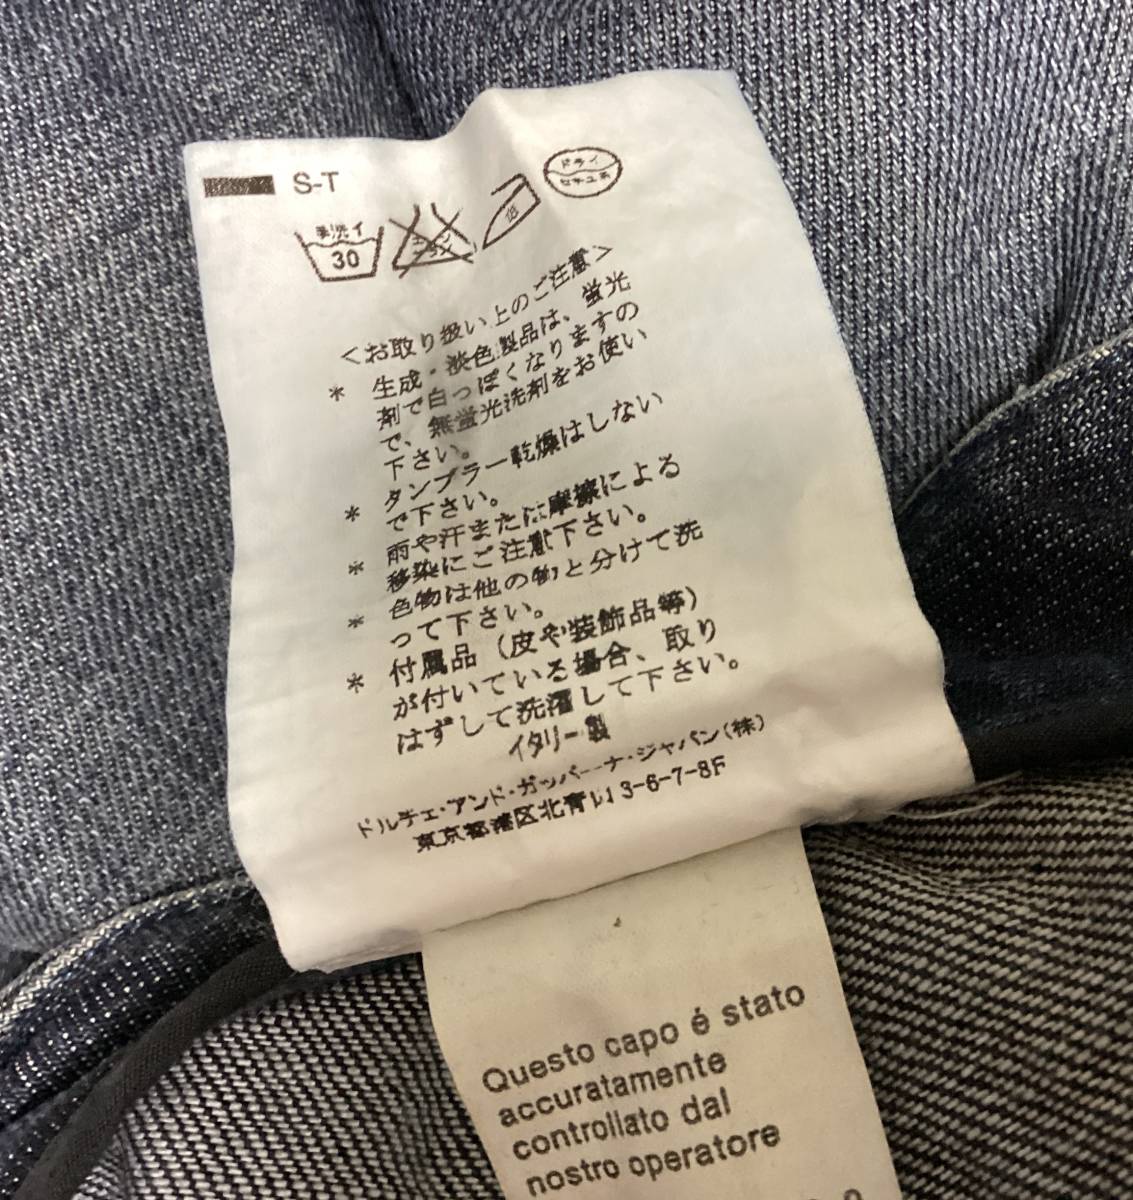 S-T
手洗イ
30
エンソ
サラシ
低
ドライ
セキユ系
<お取り扱い上のご注意>
* 生成・淡色製品は、蛍光
剤で白っぽくなりますの
で、無蛍光洗剤をお使い
下さい。
* タンブラー乾燥はしない
で下さい。
* 雨や汗または摩擦による
移染にご注意下さい。
* 色物は他の物と分けて洗
って下さい。
* 付属品(皮や装飾品等)
が付いている場合、取り
はずして洗濯して下さい。
イタリー製
ドルチェ・アンド・ガッバーナ・ジャパン(株)
東京都港区北青山3-6-7-8F
Questo capo é stato
accuratamente
controllato dal
nostro operatore